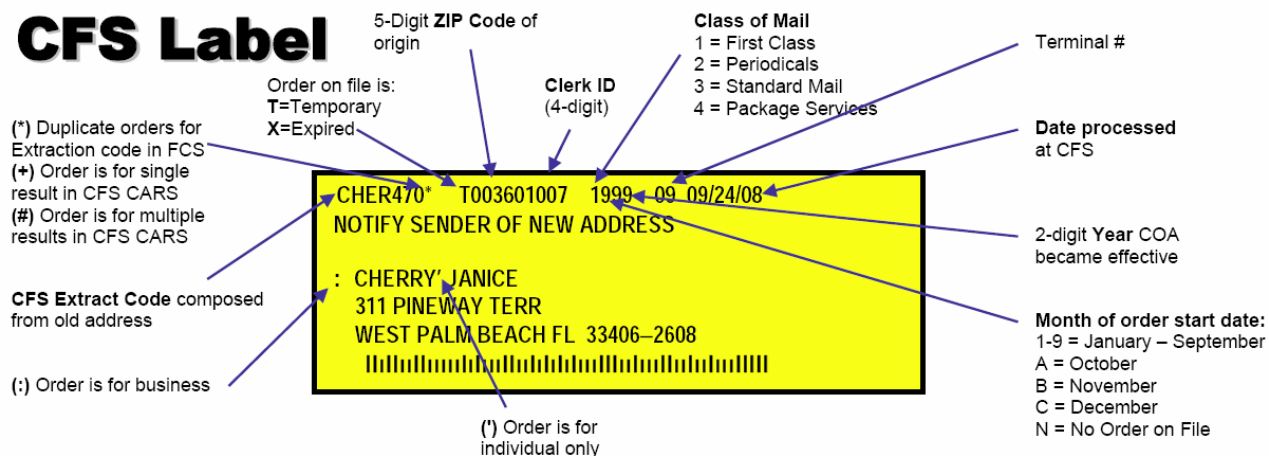 CFS Label
5-Digit ZIP Code of
origin
Class of Mail
1 = First Class
2 = Periodicals
3 = Standard Mail
4 = Package Services
Terminal #
Order on file is:
T=Temporary
X=Expired
Clerk ID
(4-digit)
(*) Duplicate orders for
Extraction code in FCS
(+) Order is for single
result in CFS CARS
(#) Order is for multiple
results in CFS CARS
Date processed
at CFS
CHER470* T003601007 1999 09 09/24/08
NOTIFY SENDER OF NEW ADDRESS
: CHERRY' JANICE
311 PINEWAY TERR
WEST PALM BEACH FL 33406–2608
2-digit Year COA
became effective
CFS Extract Code composed
from old address
Month of order start date:
1-9 = January – September
A = October
B = November
C = December
N = No Order on File
(:) Order is for business
(') Order is for
individual only